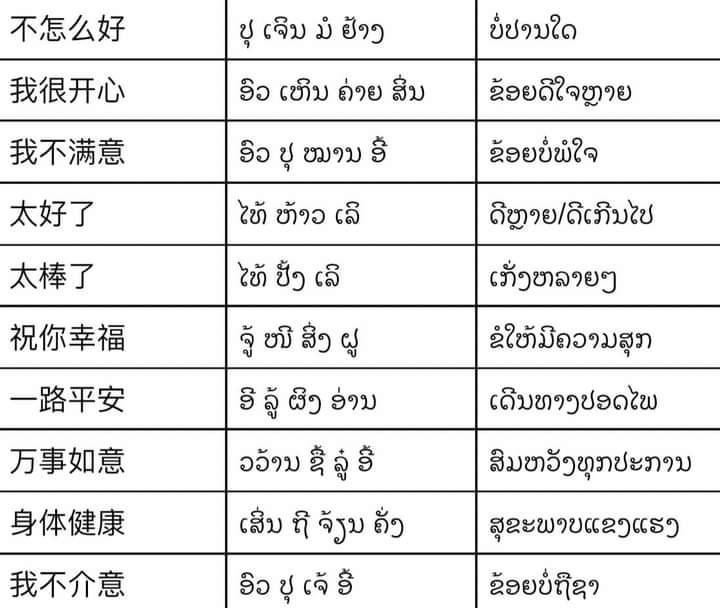 不怎么好 ປຸ ເຈິນ ມໍ ຢ້າງ ບໍ່ປານໃດ
我很开心 ອົວ ເຫິນ ຄ່າຍ ສິ່ນ ຂ້ອຍດີໃຈຫຼາຍ
我不满意 ອົວ ປຸ ໝານ ອີ້ ຂ້ອຍບໍ່ພໍໃຈ
太好了 ໄທ້ ຫ້າວ ເລິ ດີຫຼາຍ/ດີເກີນໄປ
太棒了 ໄທ້ ປັ້ງ ເລິ ເກັ່ງຫລາຍໆ
祝你幸福 ຈູ້ ໜີ ສິ່ງ ຝູ ຂໍໃຫ້ມີຄວາມສຸກ
一路平安 ອີ ລູ້ ຜິງ ອ່ານ ເດີນທາງປອດໄພ
万事如意 ວວ້ານ ຊື້ ລູ໋ ອີ້ ສົມຫວັງທຸກປະການ
身体健康 ເສິ່ນ ຖີ ຈ້ຽນ ຄັ່ງ ສຸຂະພາບແຂງແຮງ
我不介意 ອົວ ປຸ ເຈ້ ອີ້ ຂ້ອຍບໍ່ຖືຊາ